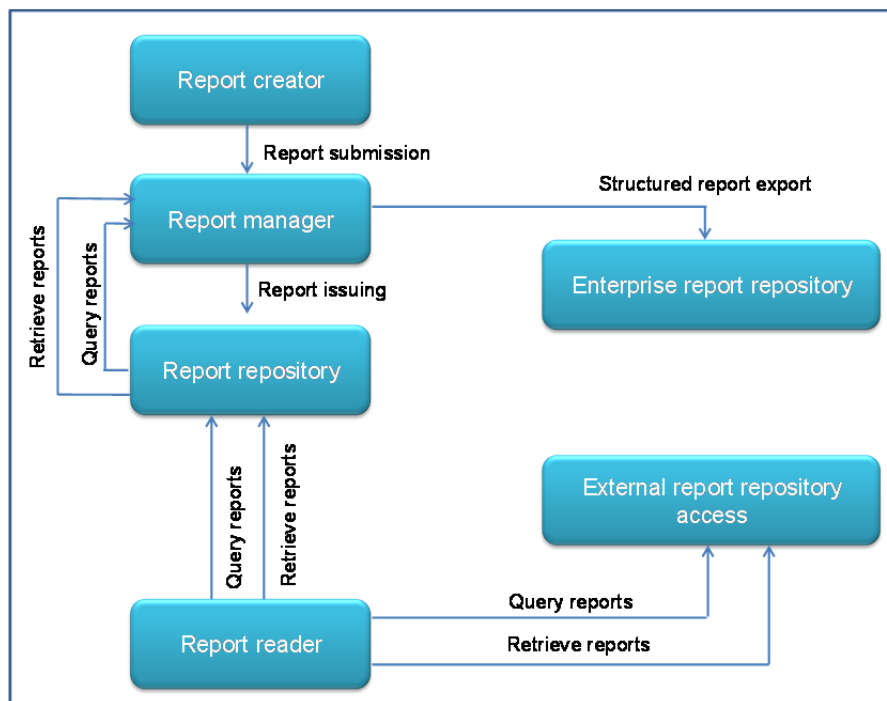 Report creator
Report submission
Structured report export
Report manager
Enterprise report repository
Report issuing
Retrieve reports
Query reports
Report repository
External report repository
access
Query reports
Retrieve reports
Query reports
Report reader
Retrieve reports